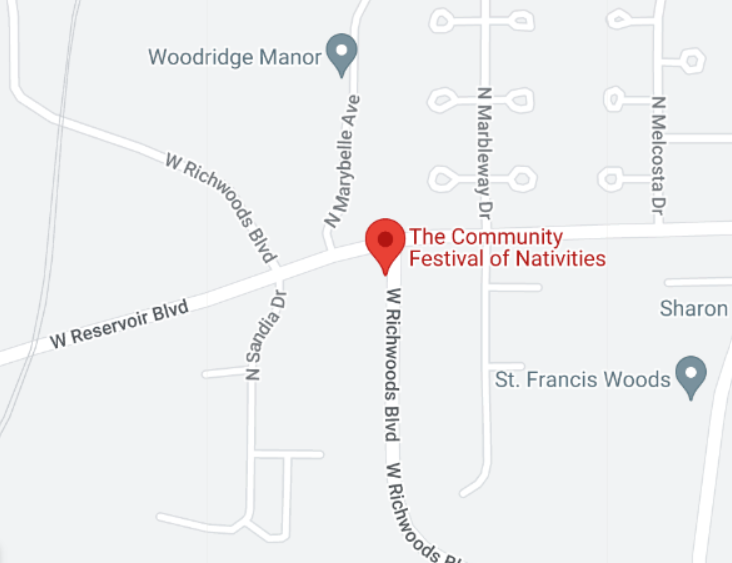 Woodridge Manor
N Marybelle Ave
N Marbleway Dr
N Melcosta Dr
W Richwoods Blvd
The Community
Festival of Nativities
W Reservoir Blvd
N Sandia Dr
W Richwoods Blvd
Sharon
St. Francis Woods
W Richwoods